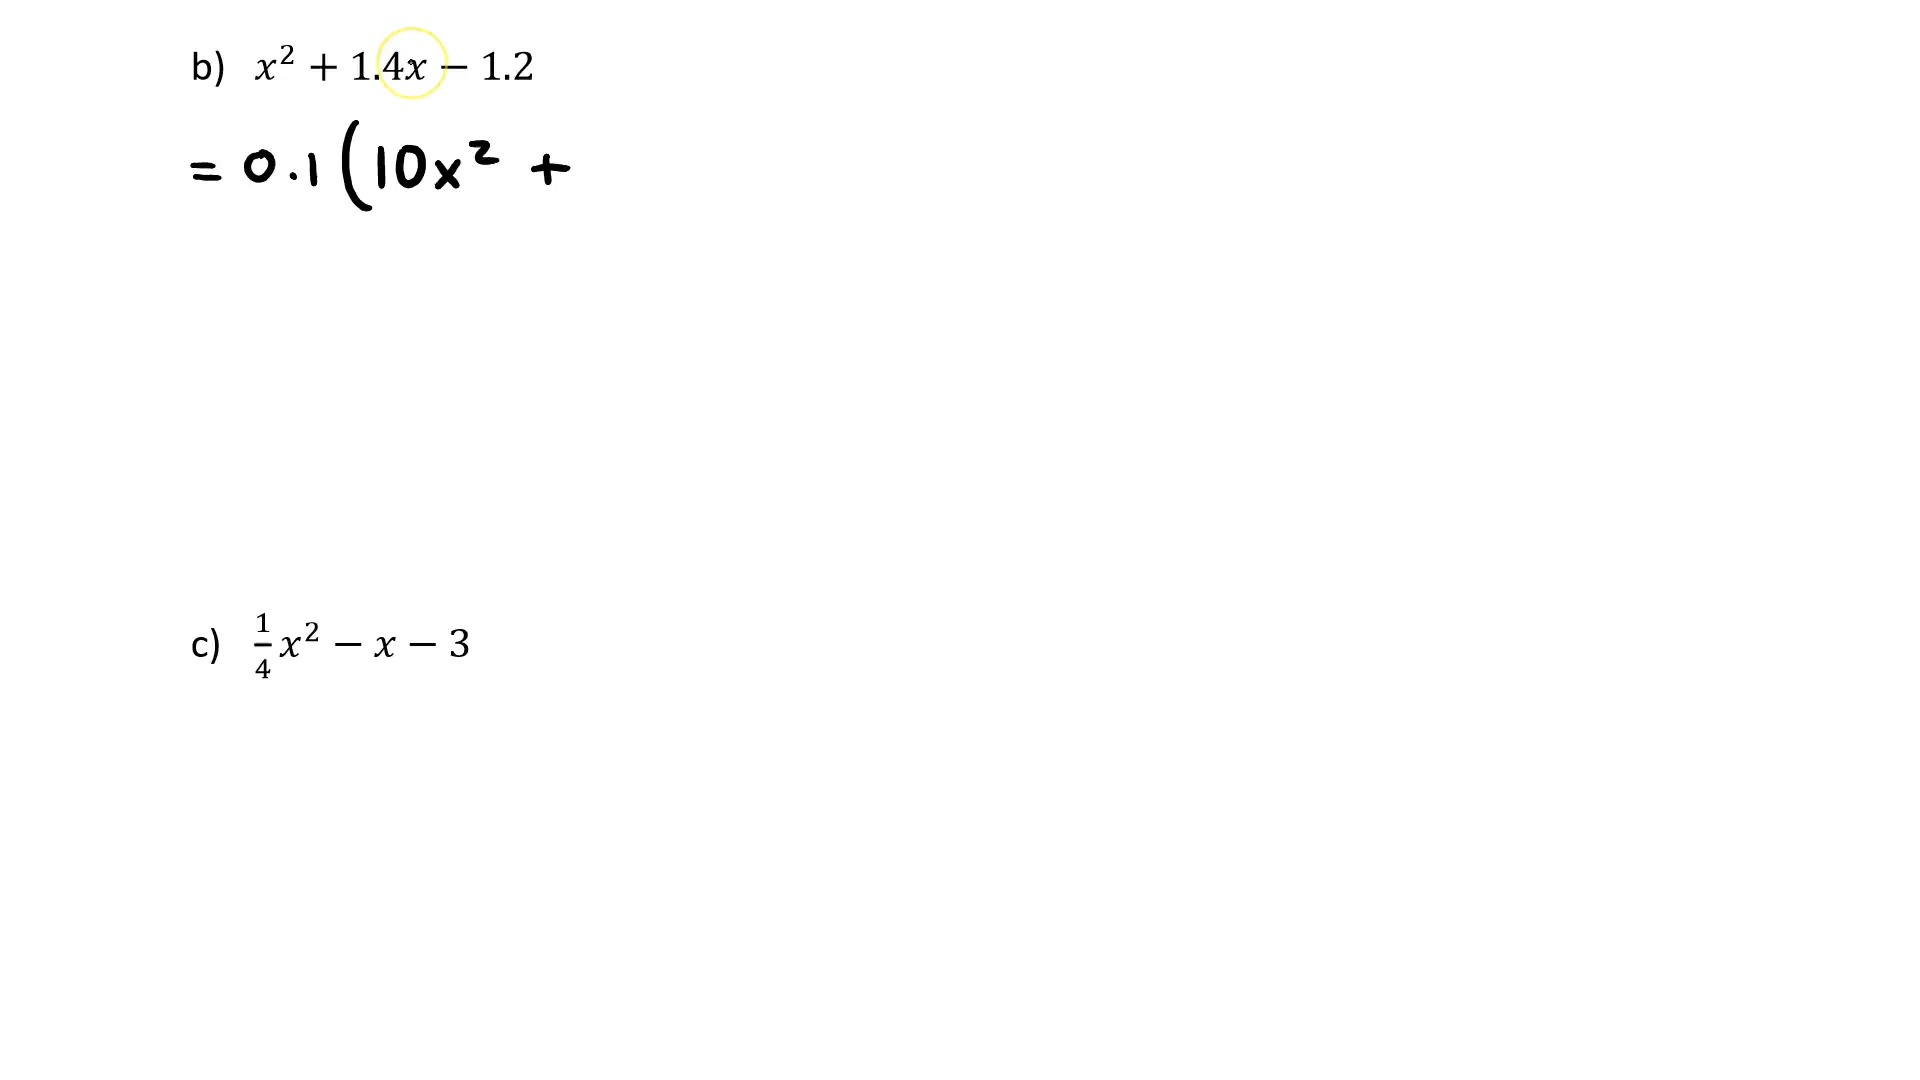 b) x² + 1.4x − 1.2
= 0.1 (10x² +
c) ¼x² − x − 3